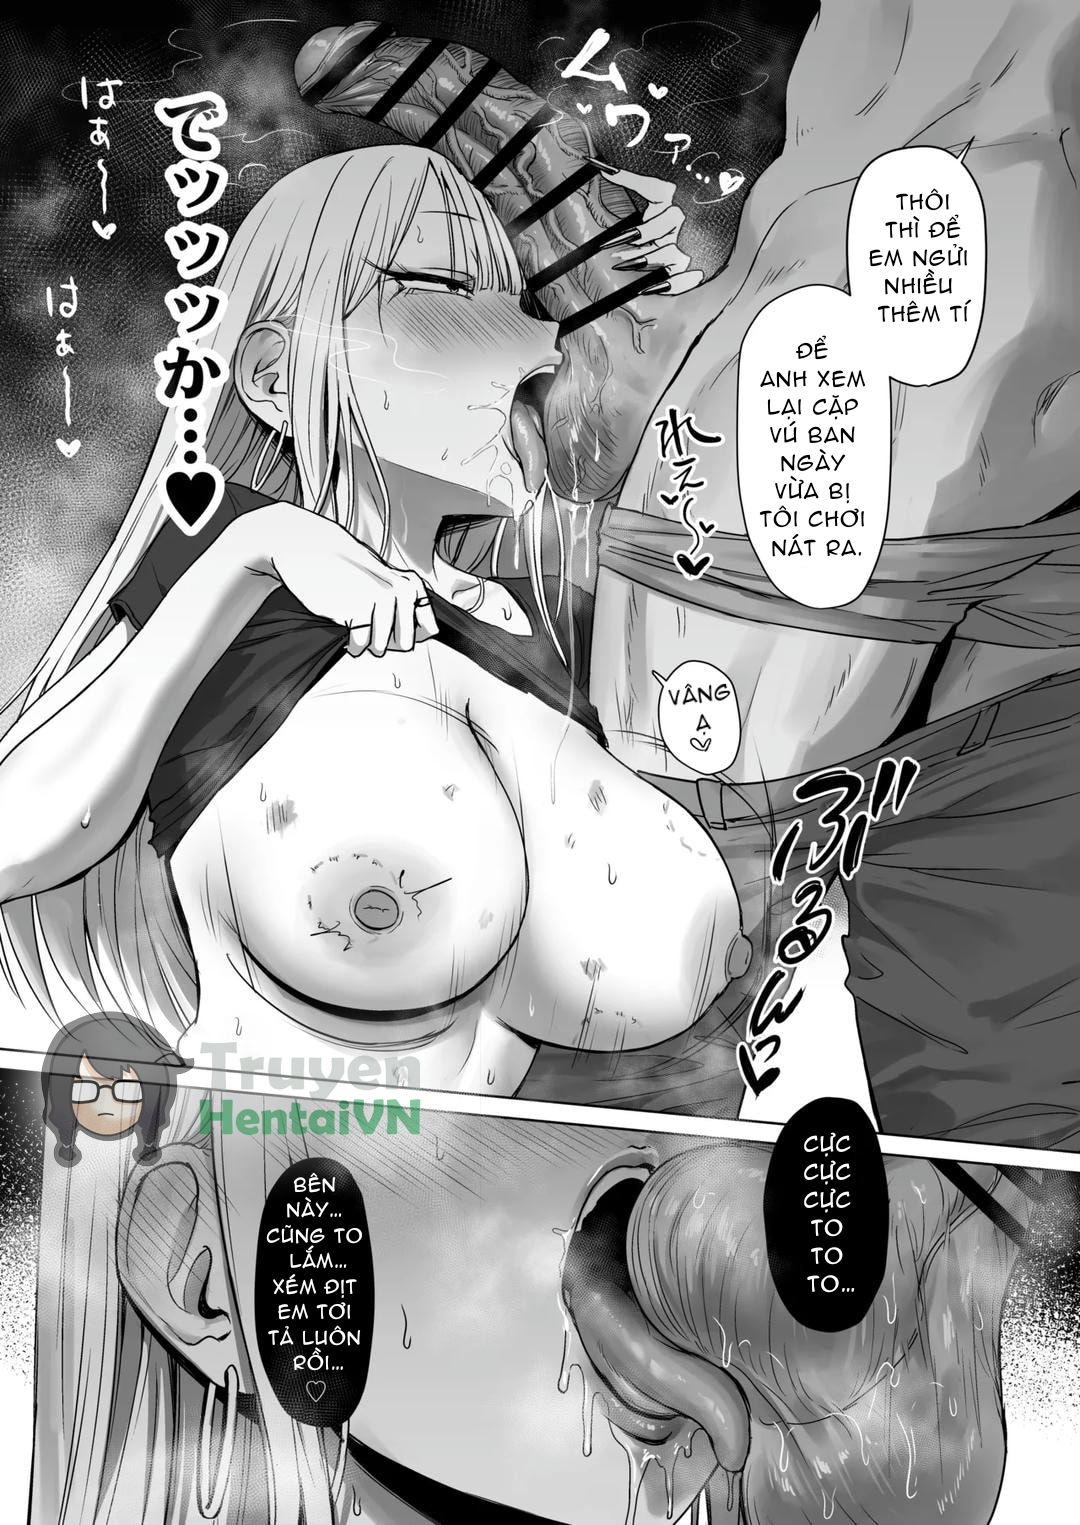 ムワァ…♡
はぁ〜♡
はぁ〜♡
でッッッッか…♡
THÔI
THÌ ĐỂ
EM NGỬI
NHIỀU
THÊM TÍ
ĐỂ
ANH XEM
LẠI CẶP
VÚ BAN
NGÀY
VỪA BỊ
TÔI CHƠI
NÁT RA.
れぇ〜♡
VÂNG
Ạ
♡
ぶるんっ♡
Truyen
HentaiVN
CỰC
CỰC
CỰC
TO
TO
TO...
BÊN
NÀY...
CŨNG TO
LẮM...
XÉM ĐỊT
EM TƠI
TẢ LUÔN
RỒI...
♡